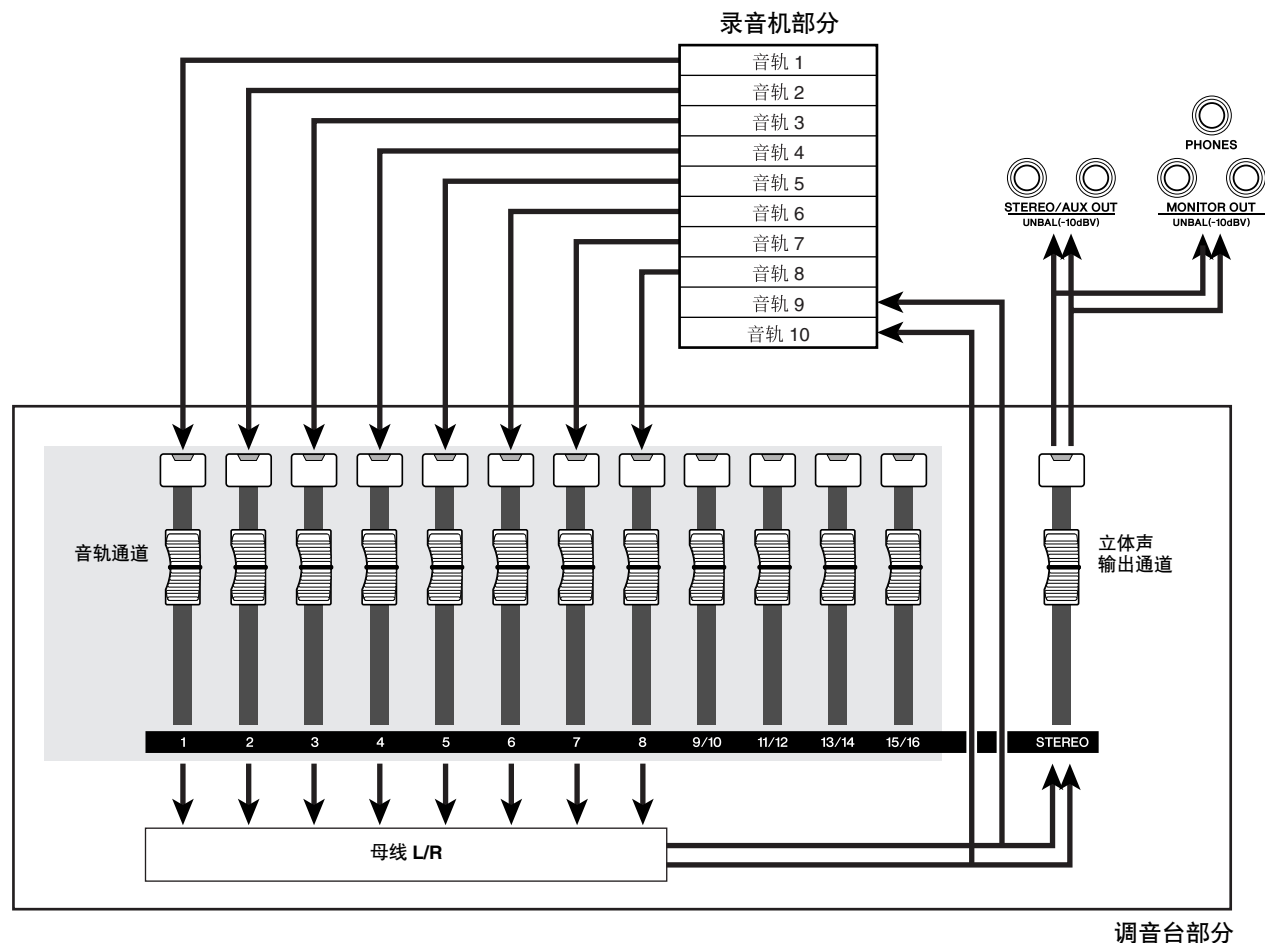 录音机部分
音轨 1
音轨 2
音轨 3
音轨 4
音轨 5
音轨 6
音轨 7
音轨 8
音轨 9
音轨 10
PHONES
STEREO/AUX OUT
UNBAL(-10dBV)
MONITOR OUT
UNBAL(-10dBV)
音轨通道
立体声
输出通道
1 2 3 4 5 6 7 8 9/10 11/12 13/14 15/16 STEREO
母线 L/R
调音台部分